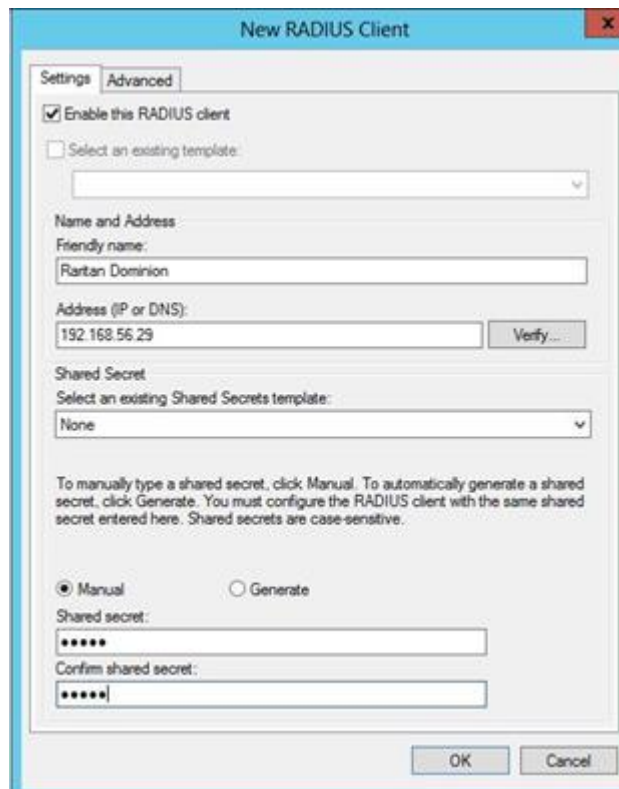 New RADIUS Client
x
Settings Advanced
Enable this RADIUS client
Select an existing template:
Name and Address
Friendly name:
Raritan Dominion
Address (IP or DNS):
192.168.56.29 Verify...
Shared Secret
Select an existing Shared Secrets template:
None
To manually type a shared secret, click Manual. To automatically generate a shared
secret, click Generate. You must configure the RADIUS client with the same shared
secret entered here. Shared secrets are case-sensitive.
Manual Generate
Shared secret:
•••••
Confirm shared secret:
•••••
OK Cancel